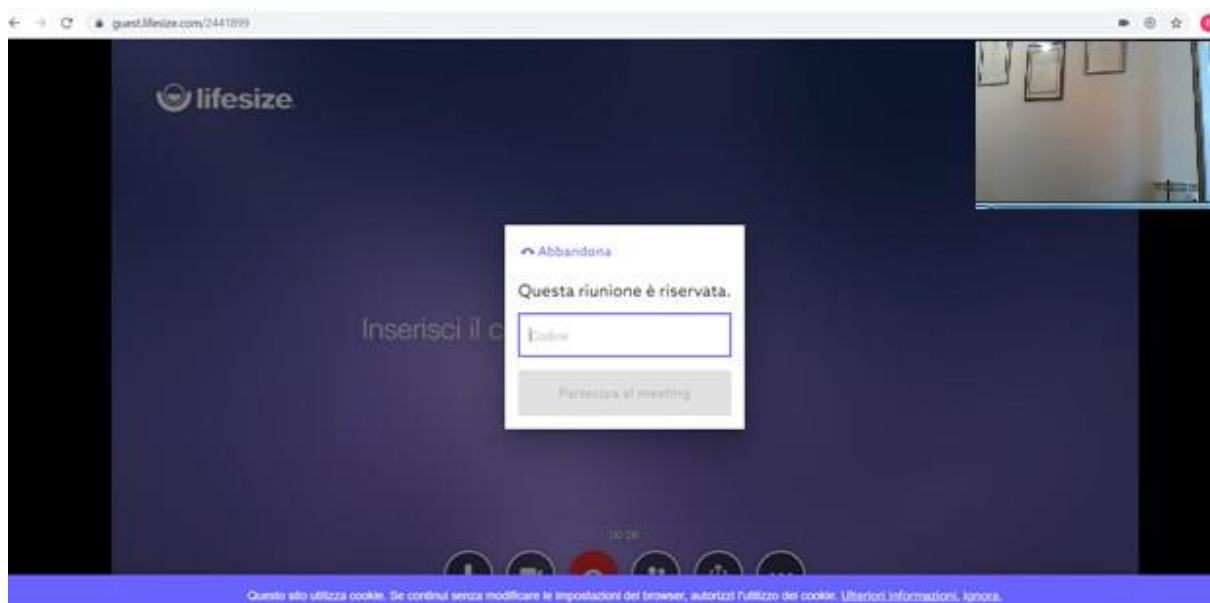 guest.lifesize.com/2441899
lifesize
Abbandona
Questa riunione è riservata.
Inserisci il c
Codice
Partecipa al meeting
00:06
Questo sito utilizza cookie. Se continui senza modificare le impostazioni del browser, autorizzi l'utilizzo dei cookie. Ulteriori informazioni, Ignora.